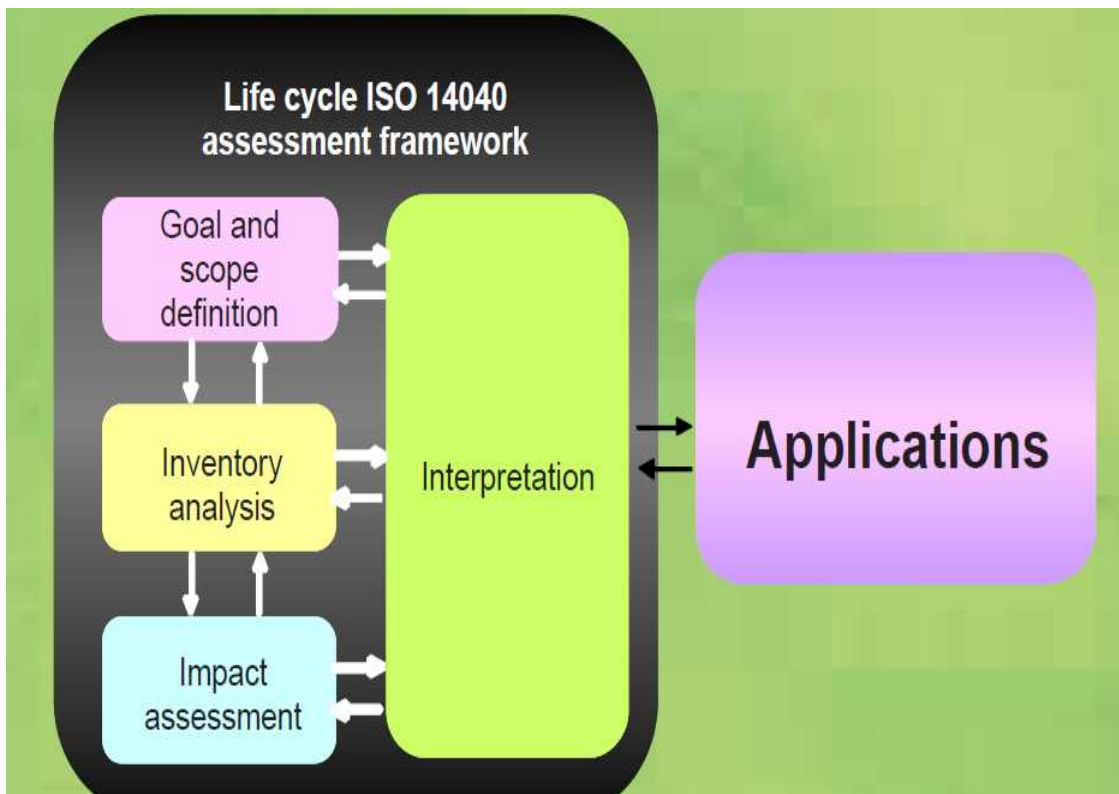 Life cycle ISO 14040
assessment framework
Goal and
scope
definition
Inventory
analysis
Impact
assessment
Interpretation
Applications